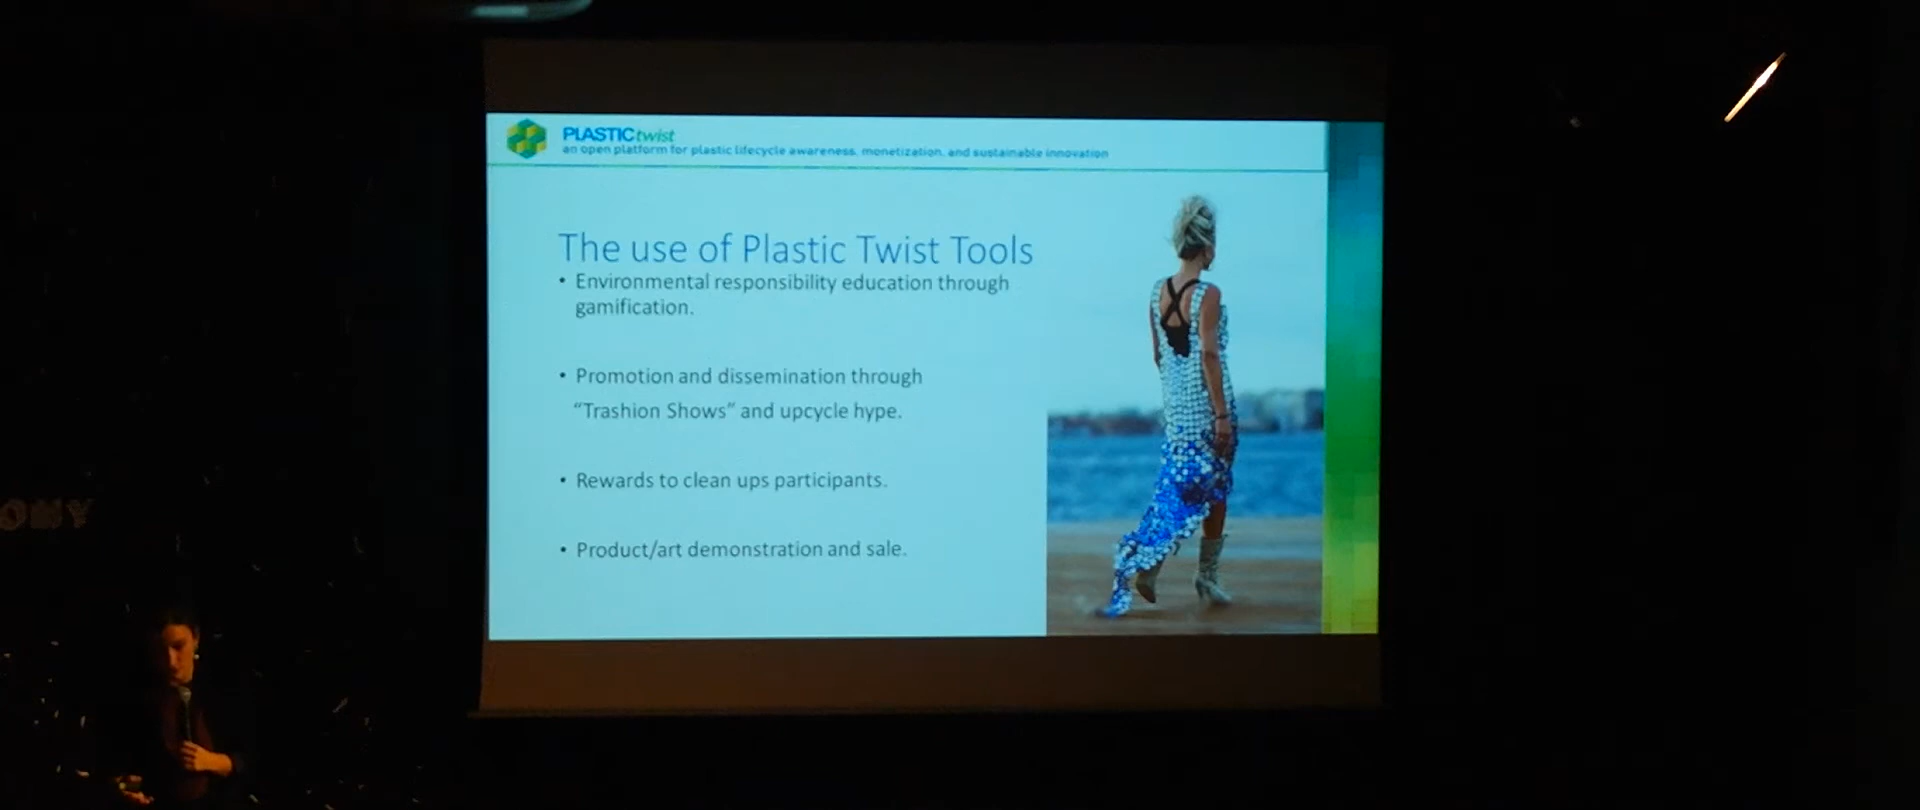 PLASTICtwist
an open platform for plastic lifecycle awareness, monetization, and sustainable innovation
The use of Plastic Twist Tools
• Environmental responsibility education through
gamification.
• Promotion and dissemination through
“Trashion Shows” and upcycle hype.
• Rewards to clean ups participants.
• Product/art demonstration and sale.